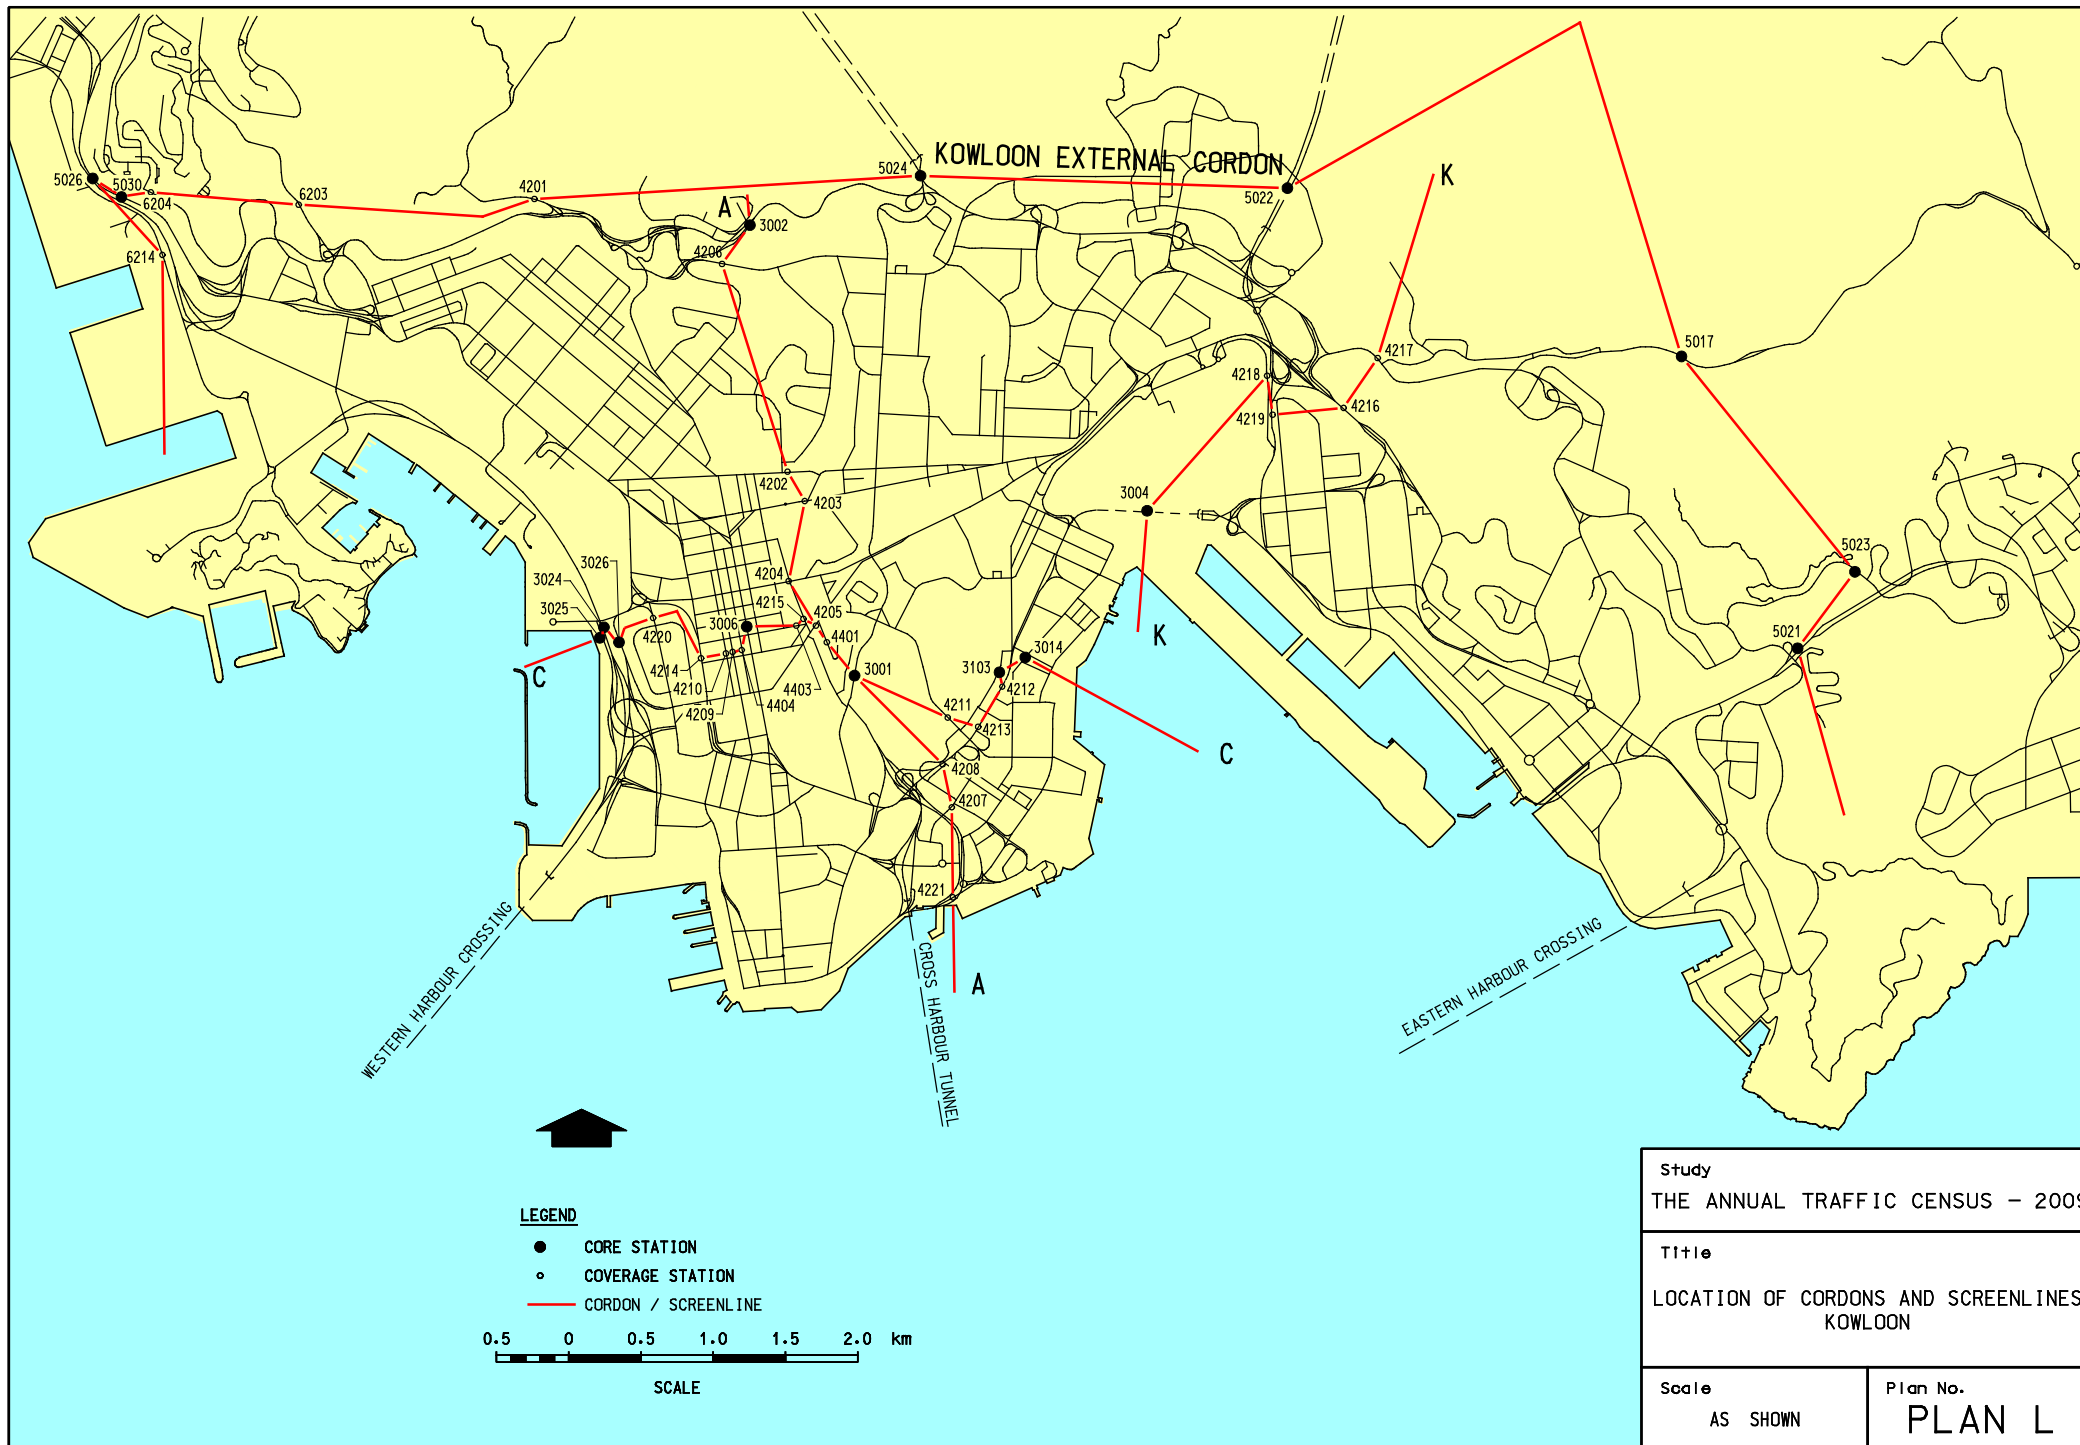 KOWLOON EXTERNAL CORDON
5024
5026
5030
6204
6203
4201
A
3002
4206
5022
K
6214
4217
5017
4218
4219
4216
4202
4203
3004
3026
3024
3025
4204
4215
4205
3006
4401
4220
4214
4210
4209
4403
4404
3001
3103
3014
4212
4211
4213
K
5023
5021
C
C
4208
4207
4221
A
WESTERN HARBOUR CROSSING
CROSS HARBOUR TUNNEL
EASTERN HARBOUR CROSSING
LEGEND
CORE STATION
COVERAGE STATION
CORDON / SCREENLINE
0.5 0 0.5 1.0 1.5 2.0 km
SCALE
Study
THE ANNUAL TRAFFIC CENSUS - 2009
Title
LOCATION OF CORDONS AND SCREENLINES
KOWLOON
Scale
AS SHOWN
Plan No.
PLAN L